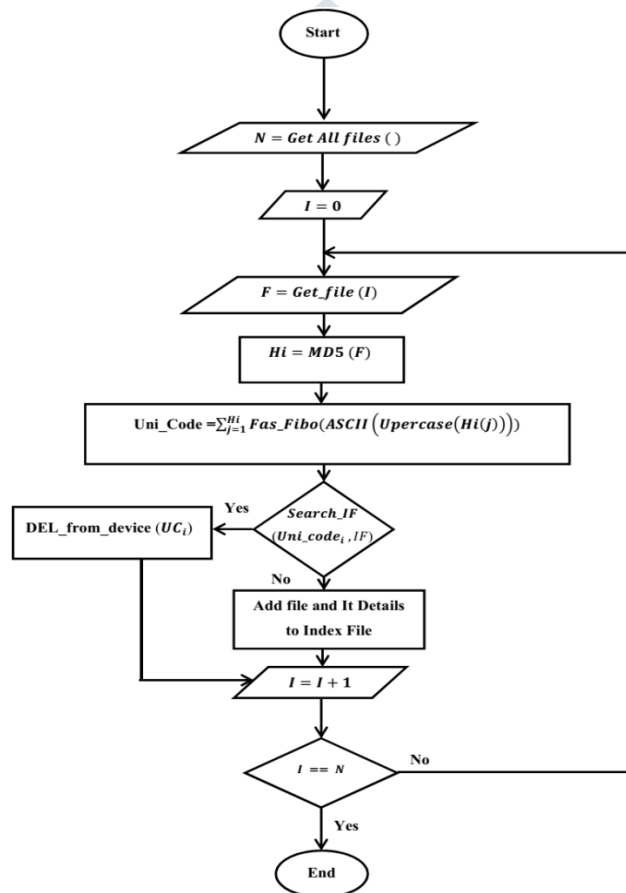 Start
N = Get All files ( )
I = 0
F = Get_file (I)
Hi = MD5 (F)
Uni_Code =∑_{j=1}^{Hi} Fas_Fibo(ASCII (Upercase(Hi(j))))
Search_IF
(Uni_code_i , IF)
Yes
DEL_from_device (UC_i)
No
Add file and It Details
to Index File
I = I + 1
I == N
No
Yes
End